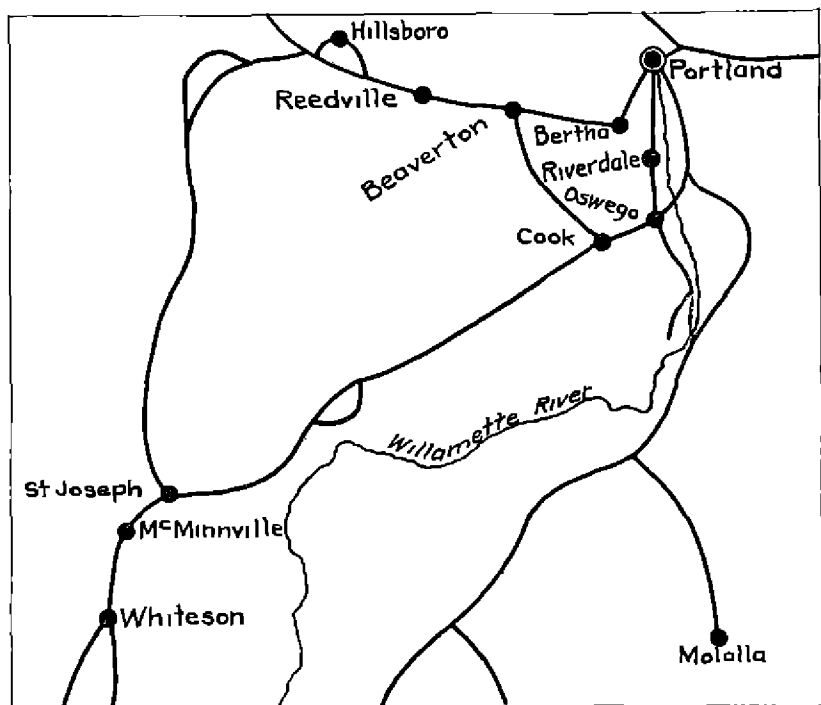 Hillsboro
Portland
Reedville
Beaverton
Bertha
Riverdale
Oswego
Cook
Willamette River
St Joseph
McMinnville
Whiteson
Molalla